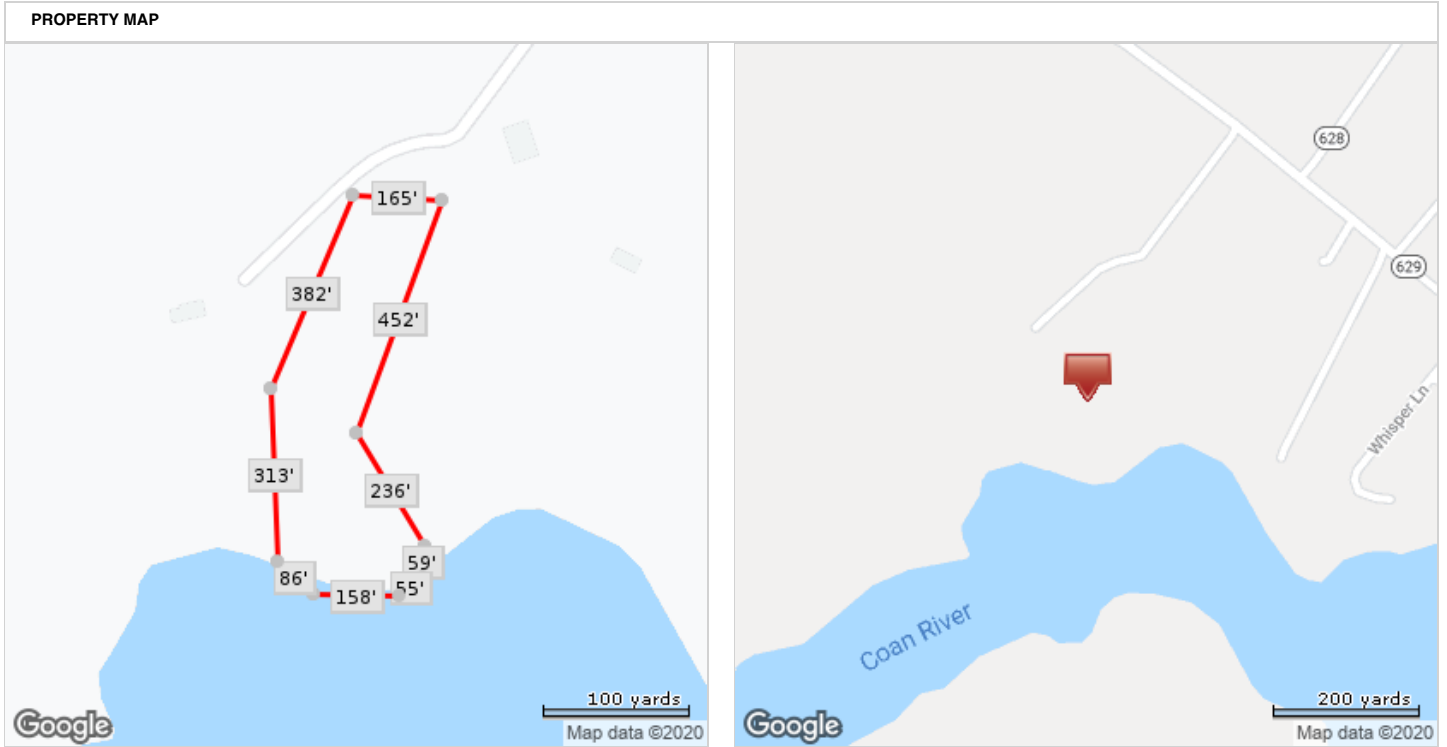 PROPERTY MAP
165'
382'
452'
313'
236'
59'
86'
55'
158'
100 yards
Google
Map data ©2020
628
629
Whisper Ln
Coan River
200 yards
Google
Map data ©2020